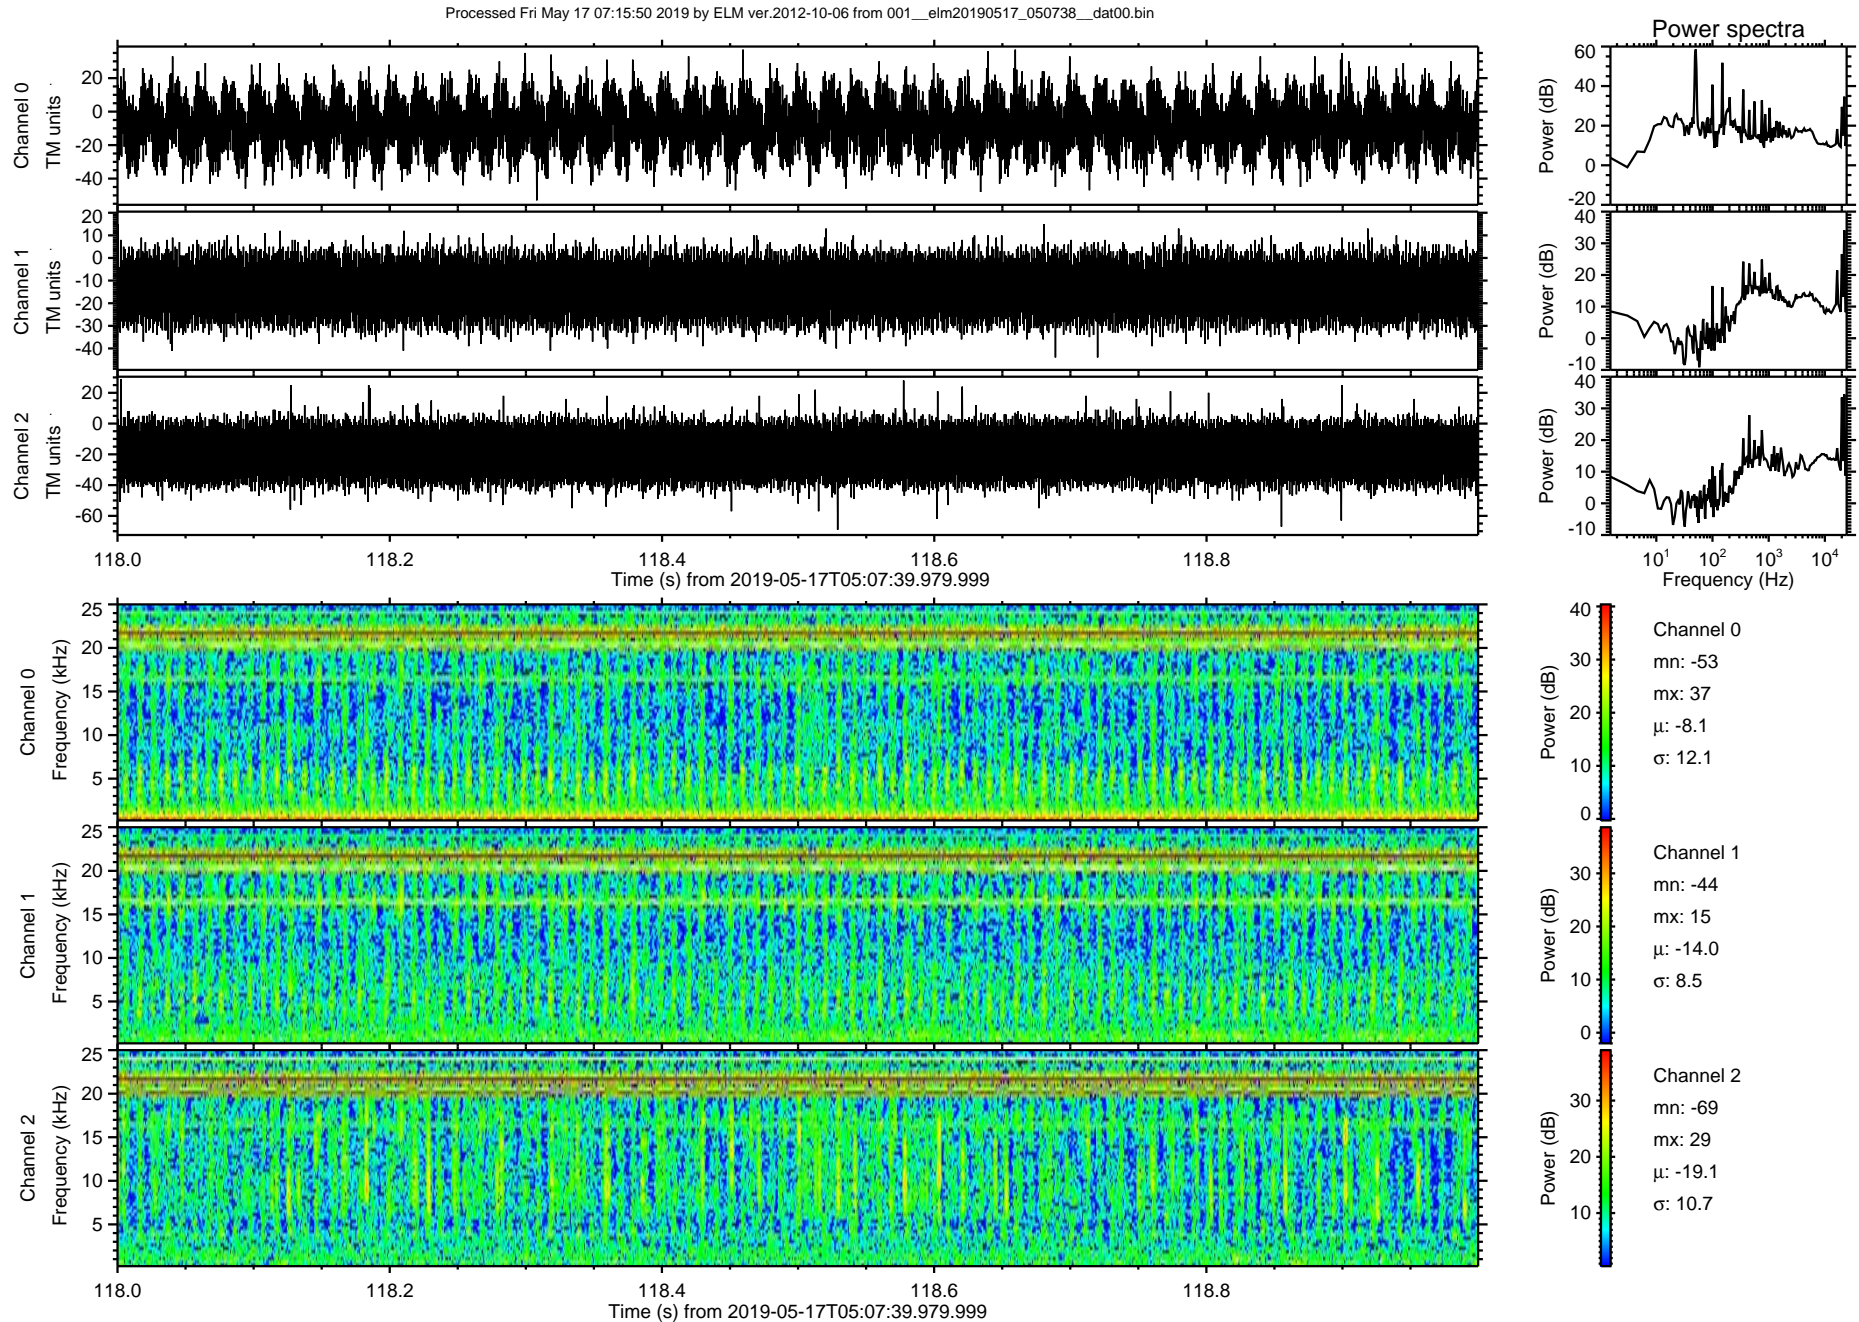 Processed Fri May 17 07:15:50 2019 by ELM ver.2012-10-06 from 001__elm20190517_050738__dat00.bin
Power spectra
Channel 0
TM units
20
0
-20
-40
Power (dB)
60
40
20
0
-20
Channel 1
TM units
20
10
0
-10
-20
-30
-40
Power (dB)
40
30
20
10
0
-10
Channel 2
TM units
20
0
-20
-40
-60
Power (dB)
40
30
20
10
0
-10
118.0 118.2 118.4 118.6 118.8
Time (s) from 2019-05-17T05:07:39.979.999
10^1 10^2 10^3 10^4
Frequency (Hz)
Channel 0
Frequency (kHz)
25
20
15
10
5
Power (dB)
40
30
20
10
0
Channel 0
mn: -53
mx: 37
μ: -8.1
σ: 12.1
Channel 1
Frequency (kHz)
25
20
15
10
5
Power (dB)
30
20
10
0
Channel 1
mn: -44
mx: 15
μ: -14.0
σ: 8.5
Channel 2
Frequency (kHz)
25
20
15
10
5
Power (dB)
30
20
10
Channel 2
mn: -69
mx: 29
μ: -19.1
σ: 10.7
118.0 118.2 118.4 118.6 118.8
Time (s) from 2019-05-17T05:07:39.979.999